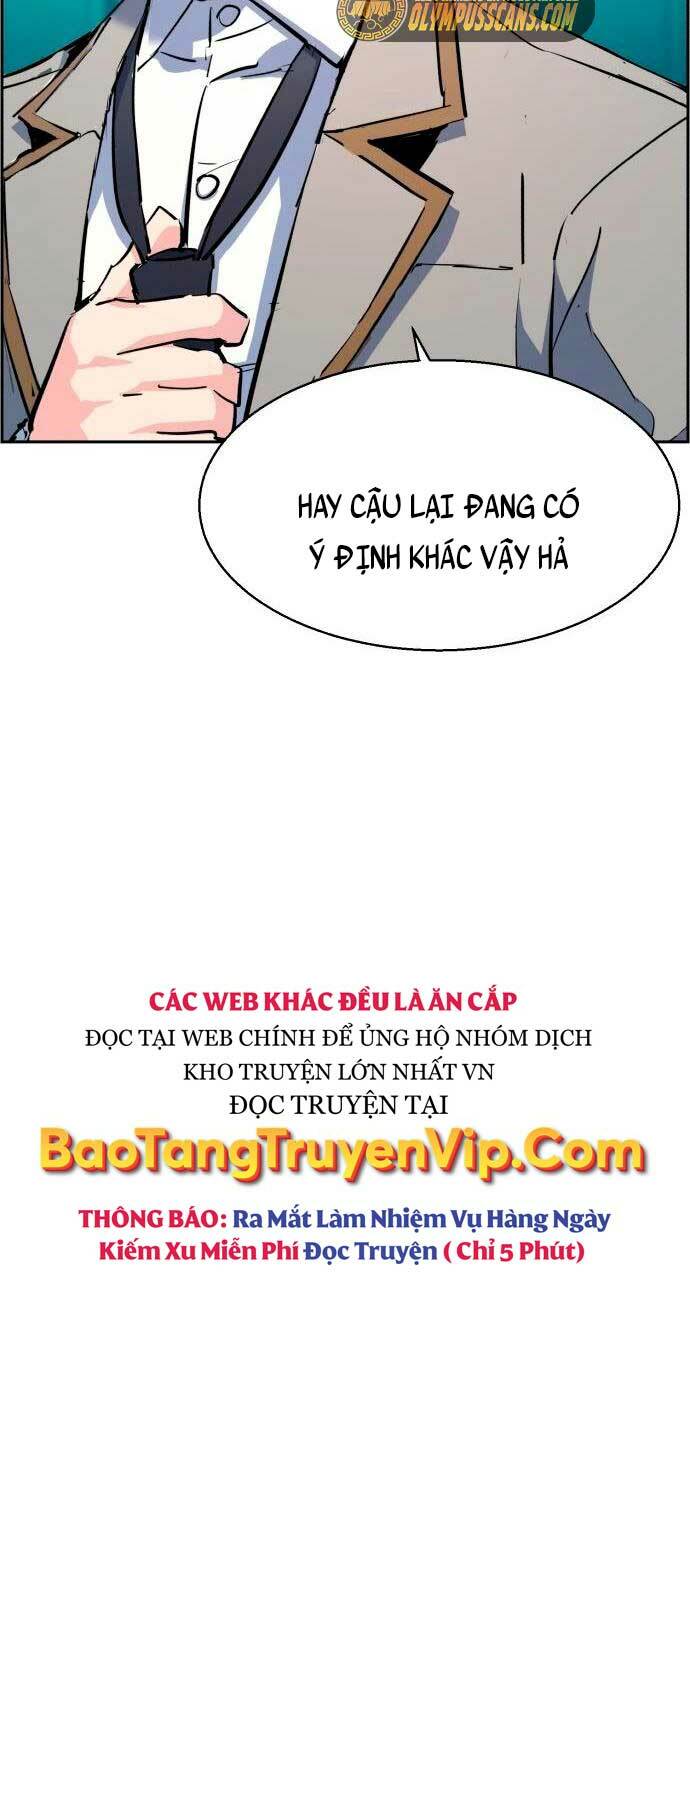 OLYMPUSSCANS.COM
HAY CẬU LẠI ĐANG CÓ
Ý ĐỊNH KHÁC VẬY HẢ
CÁC WEB KHÁC ĐỀU LÀ ĂN CẮP
ĐỌC TẠI WEB CHÍNH ĐỂ ỦNG HỘ NHÓM DỊCH
KHO TRUYỆN LỚN NHẤT VN
ĐỌC TRUYỆN TẠI
BaoTangTruyenVip.Com
THÔNG BÁO: Ra Mắt Làm Nhiệm Vụ Hàng Ngày
Kiếm Xu Miễn Phí Đọc Truyện ( Chỉ 5 Phút)